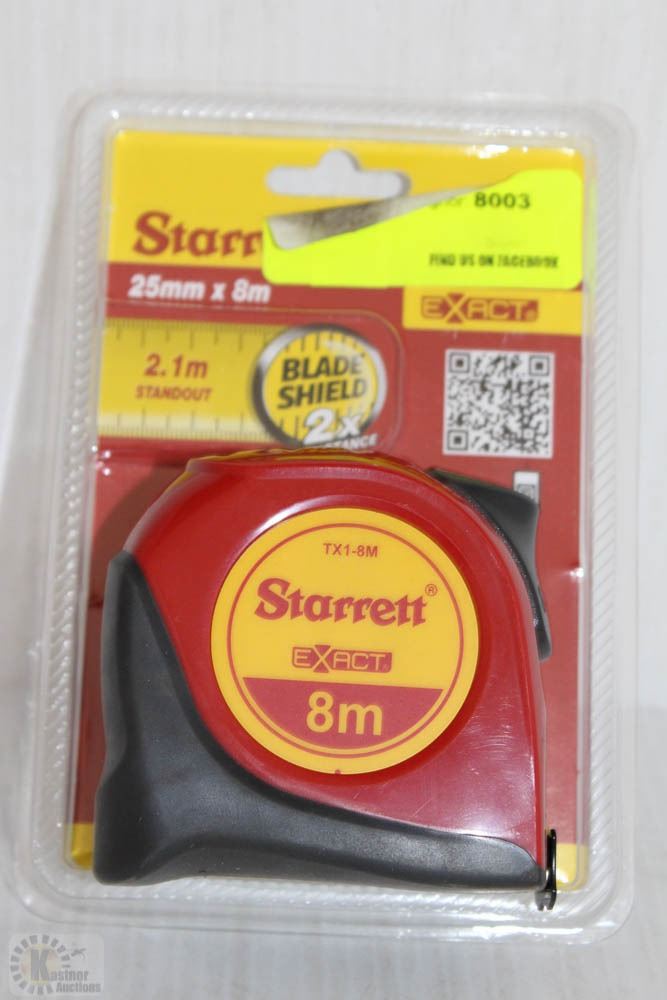 Starre
8003
FIND US ON FACEBOOK
25mm x 8m
EXACT
2.1m
STANDOUT
BLADE
SHIELD
2x
TX1-8M
Starrett®
EXACT
8m
Kastner
Auctions